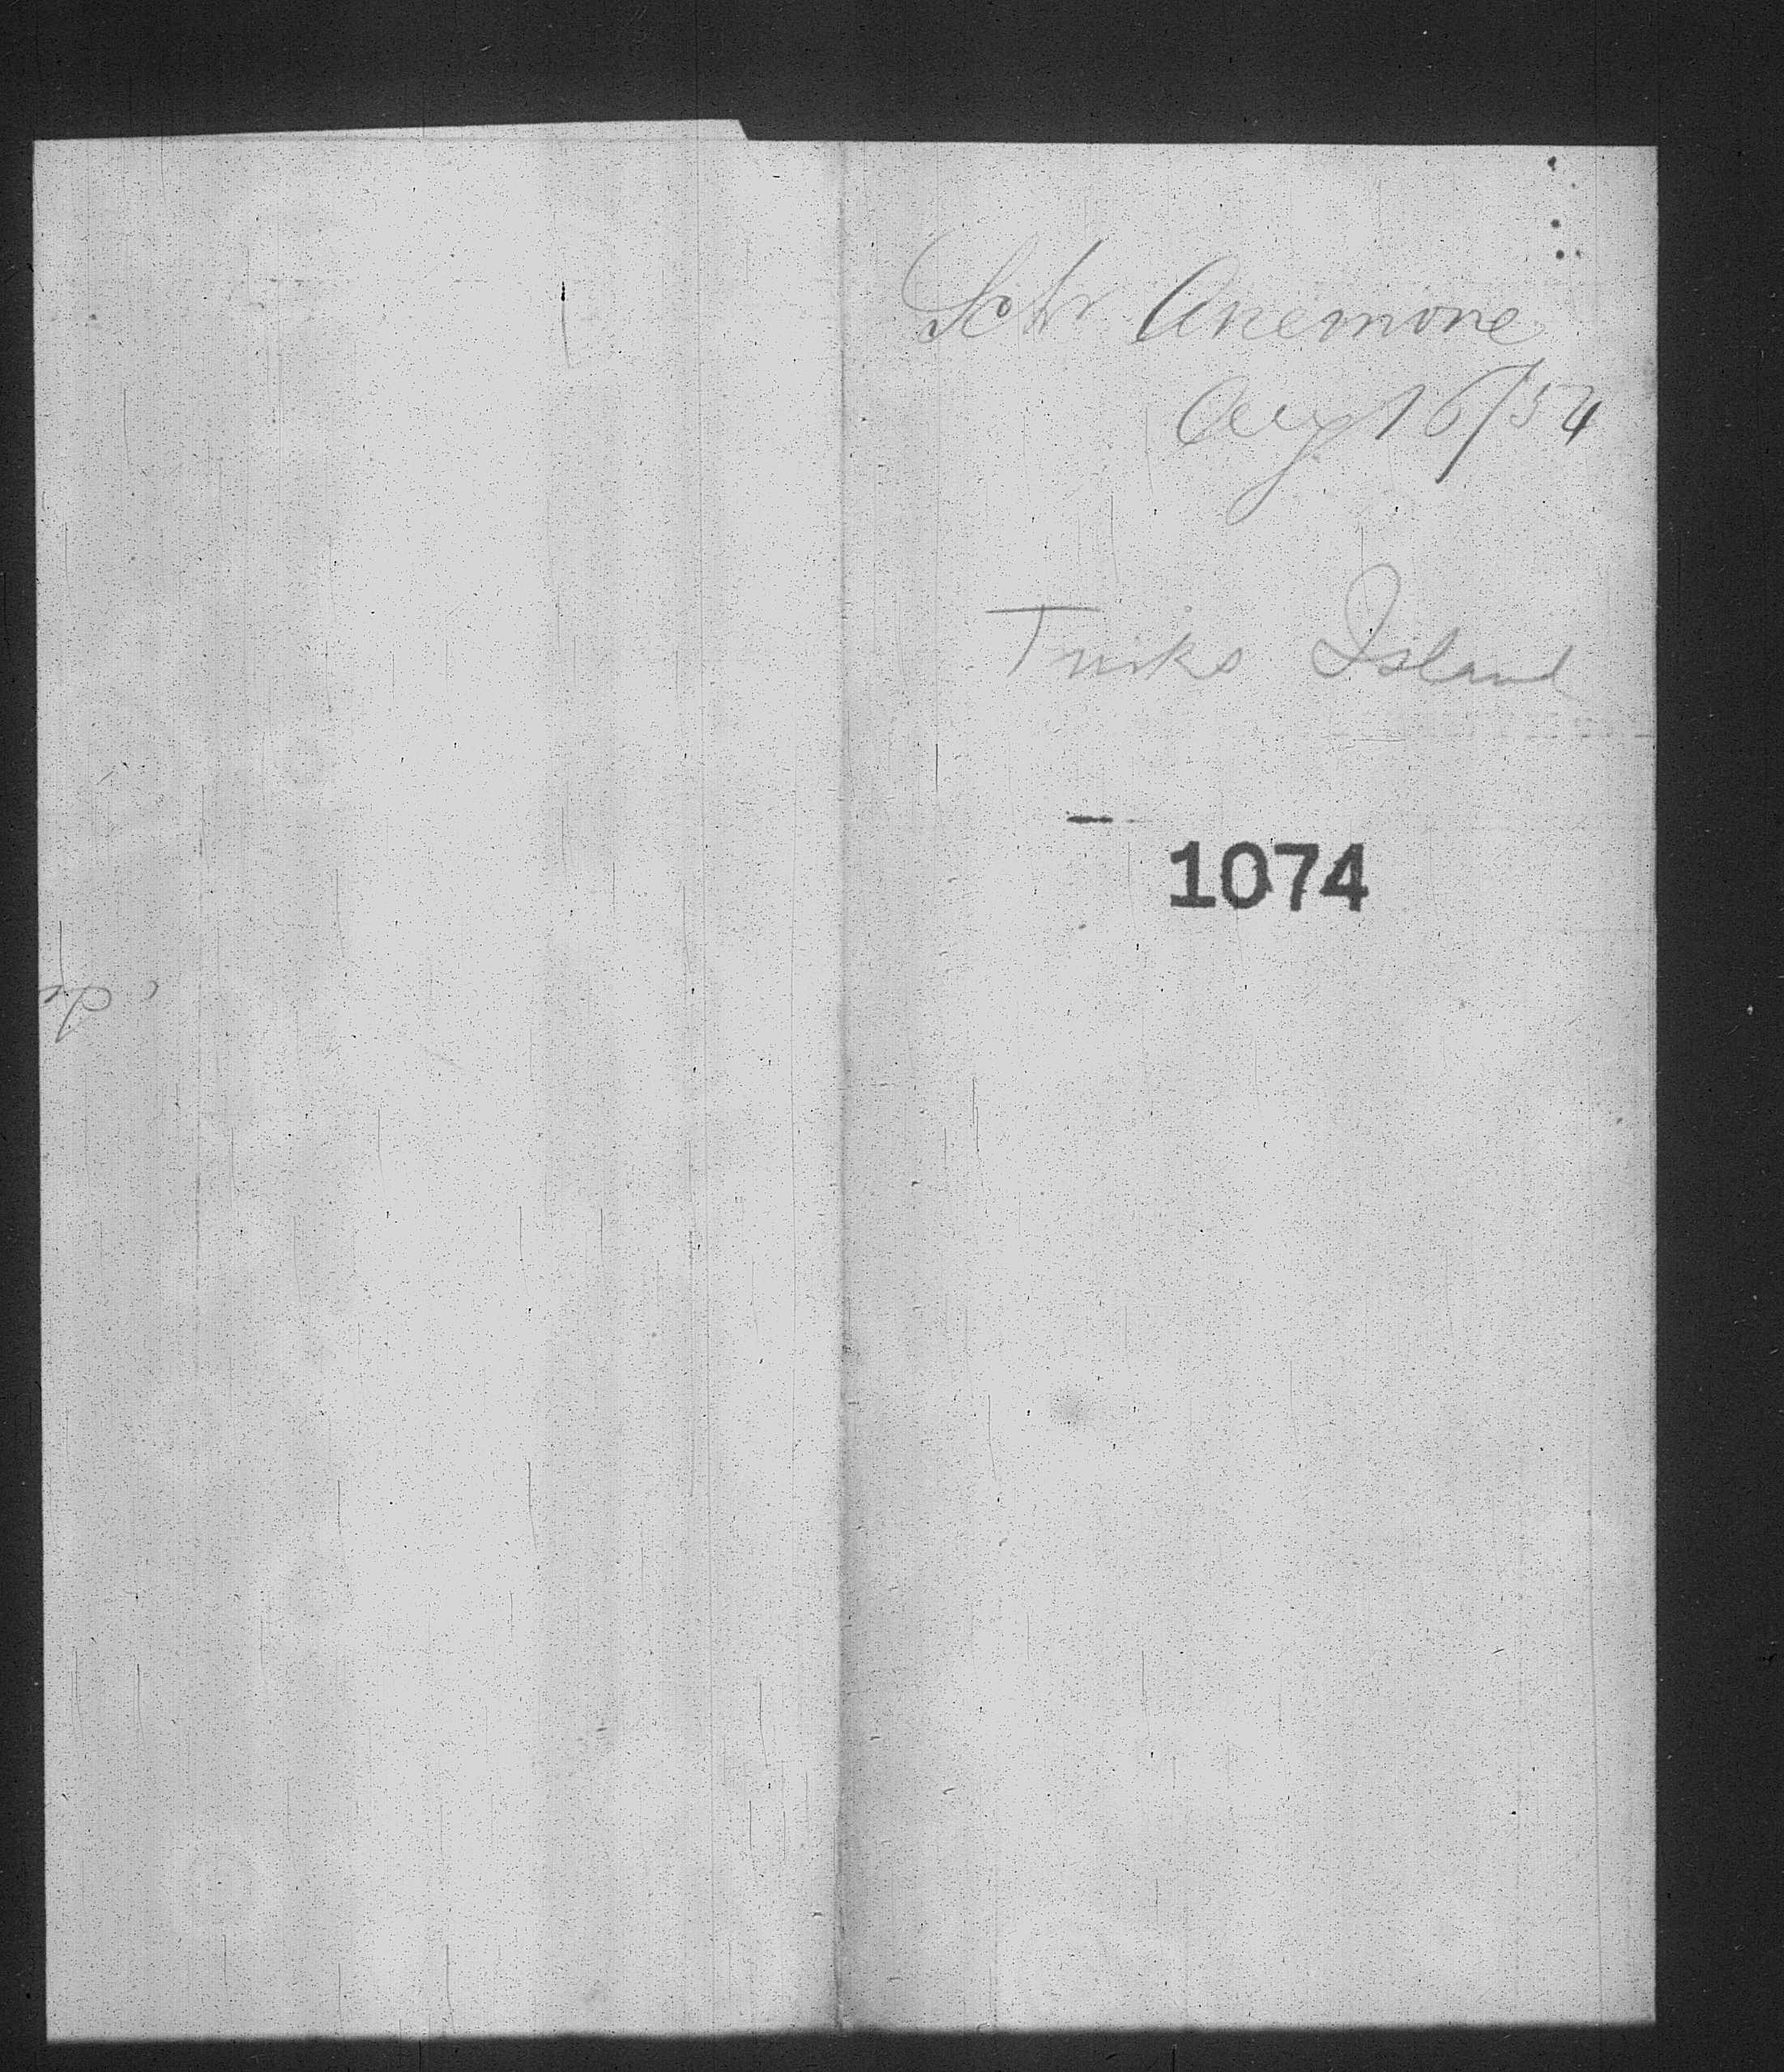 Schr Anemone
Aug 16/54
Turks Island
1074